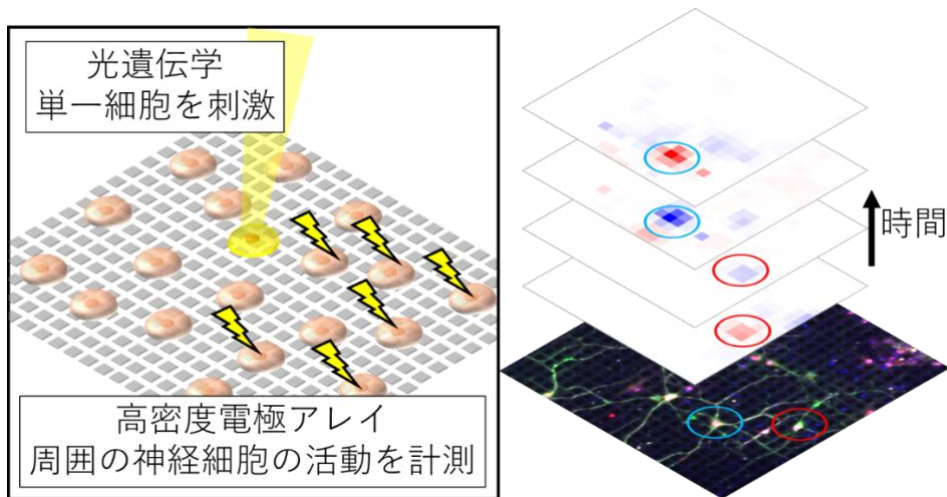 光遺伝学
単一細胞を刺激
高密度電極アレイ
周囲の神経細胞の活動を計測
時間